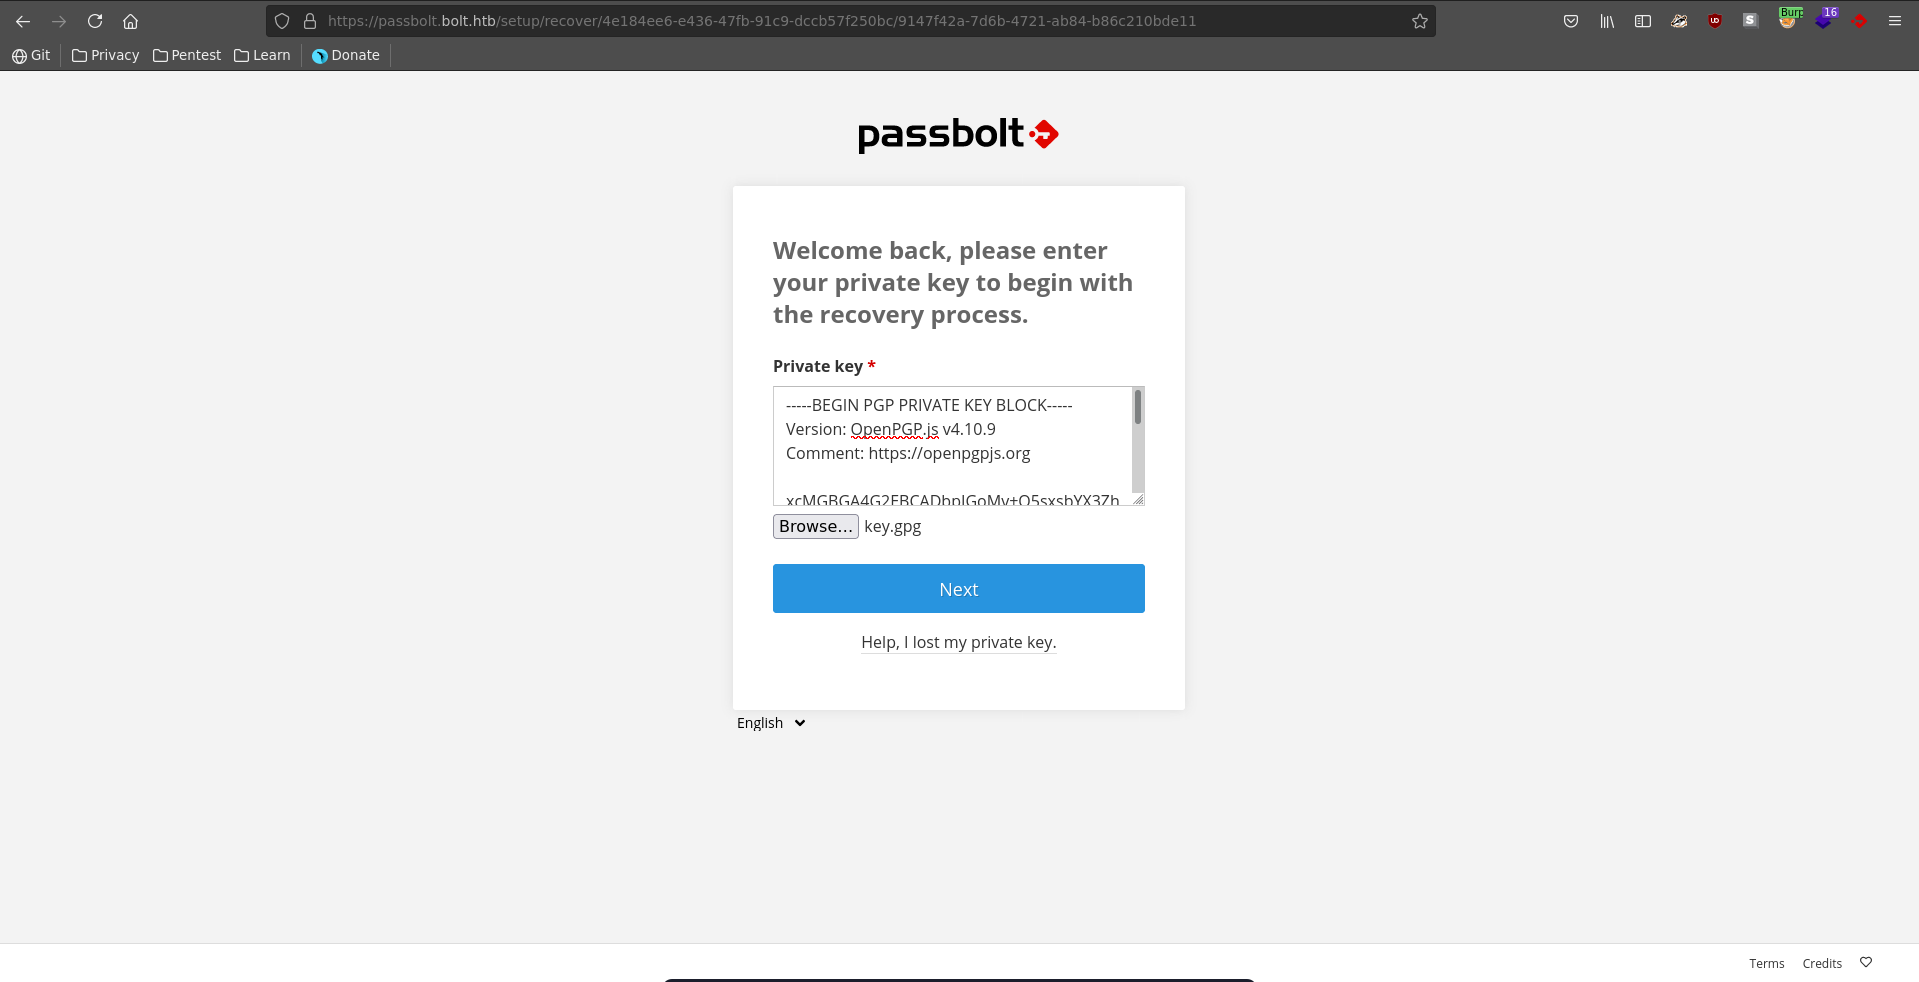 https://passbolt.bolt.htb/setup/recover/4e184ee6-e436-47fb-91c9-dccb57f250bc/9147f42a-7d6b-4721-ab84-b86c210bde11
Burp
16
Git Privacy Pentest Learn Donate
passbolt
Welcome back, please enter
your private key to begin with
the recovery process.
Private key *
-----BEGIN PGP PRIVATE KEY BLOCK-----
Version: OpenPGP.js v4.10.9
Comment: https://openpgpjs.org
Browse... key.gpg
Next
Help, I lost my private key.
English
Terms Credits